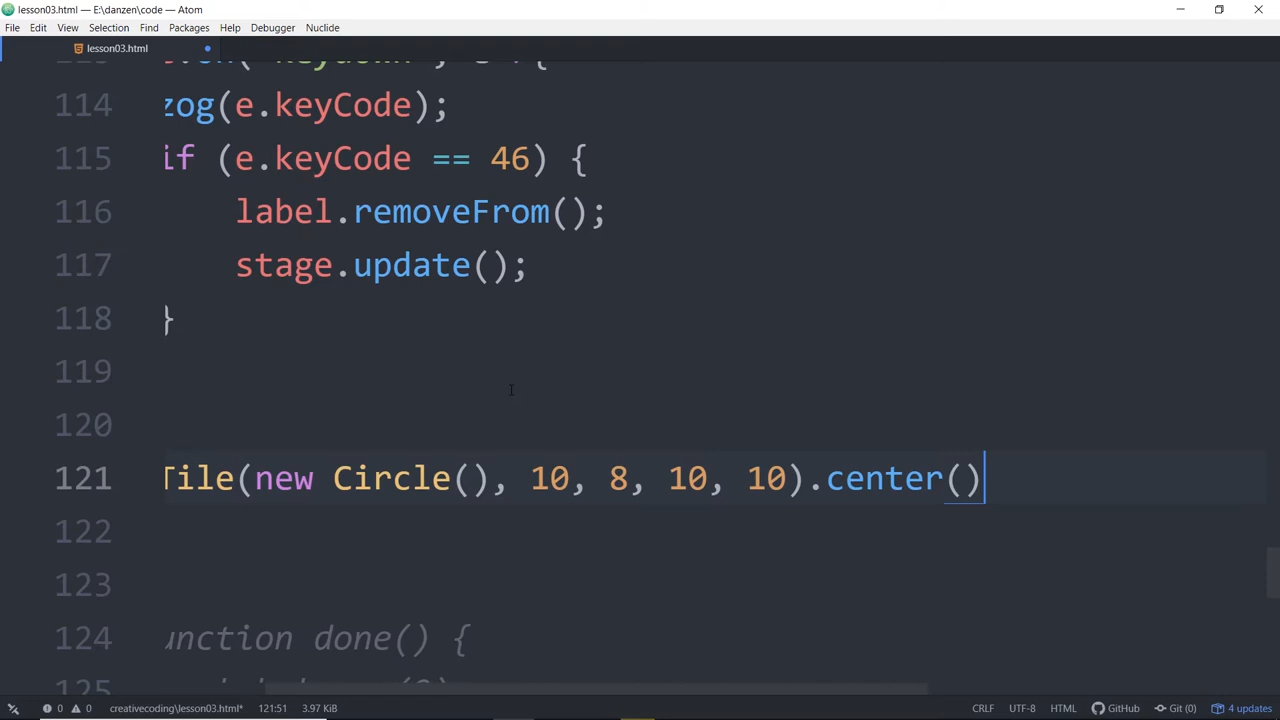 lesson03.html — E:\danzen\code — Atom
File Edit View Selection Find Packages Help Debugger Nuclide
lesson03.html
114 zog(e.keyCode);
115 if (e.keyCode == 46) {
116 label.removeFrom();
117 stage.update();
118 }
119
120
121 Tile(new Circle(), 10, 8, 10, 10).center()
122
123
124 unction done() {
125
0 0 creativecoding\lesson03.html* 121:51 3.97 KiB CRLF UTF-8 HTML GitHub Git (0) 4 updates